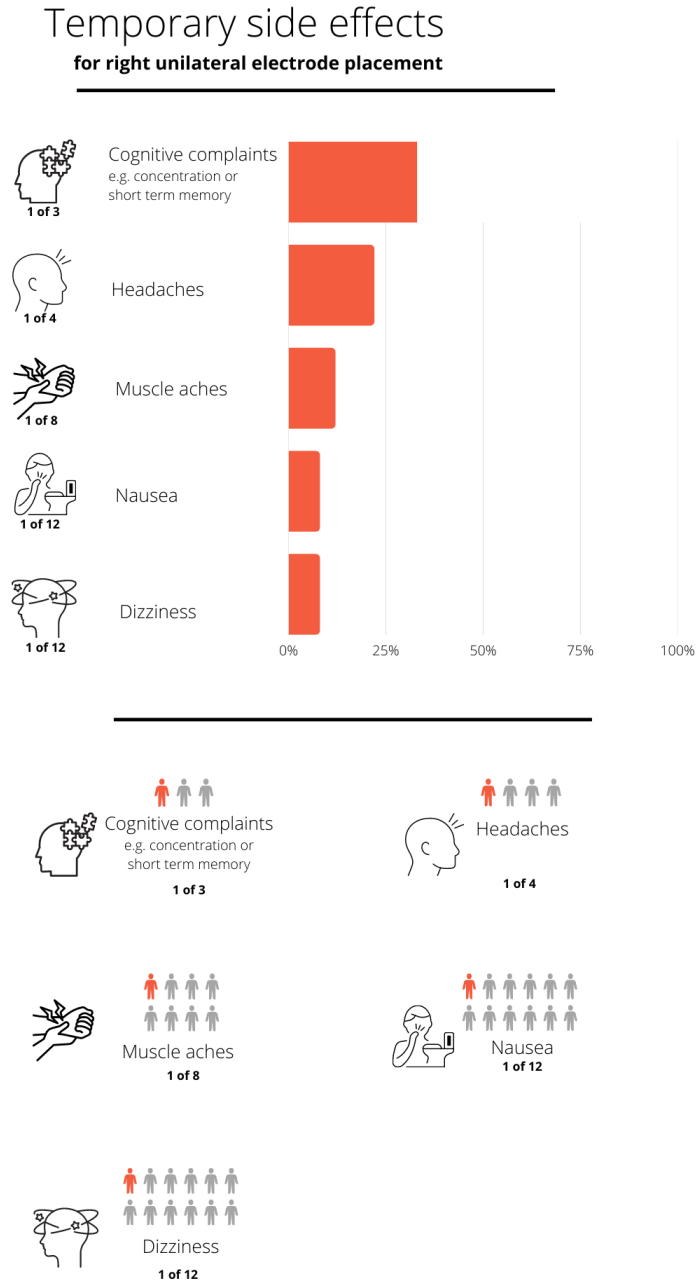 Temporary side effects
for right unilateral electrode placement
Cognitive complaints
e.g. concentration or
short term memory
1 of 3
Headaches
1 of 4
Muscle aches
1 of 8
Nausea
1 of 12
Dizziness
1 of 12
0% 25% 50% 75% 100%
Cognitive complaints
e.g. concentration or
short term memory
1 of 3
Headaches
1 of 4
Muscle aches
1 of 8
Nausea
1 of 12
Dizziness
1 of 12